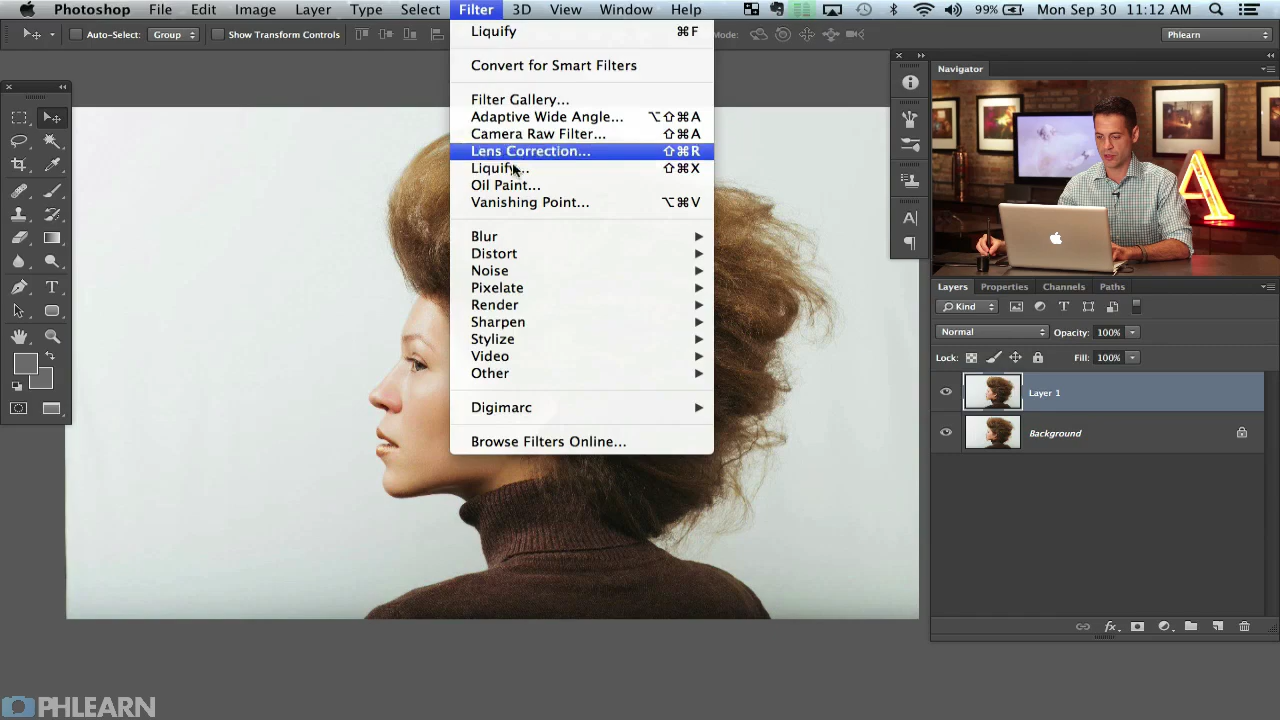 Photoshop File Edit Image Layer Type Select Filter 3D View Window Help 99% Mon Sep 30 11:12 AM
Auto-Select: Group Show Transform Controls Mode: Phlearn
Liquify ⌘F
Convert for Smart Filters
Filter Gallery...
Adaptive Wide Angle... ⌥⇧⌘A
Camera Raw Filter... ⇧⌘A
Lens Correction... ⇧⌘R
Liquify... ⇧⌘X
Oil Paint...
Vanishing Point... ⌥⌘V
Blur
Distort
Noise
Pixelate
Render
Sharpen
Stylize
Video
Other
Digimarc
Browse Filters Online...
Navigator
A
Layers Properties Channels Paths
Kind
Normal Opacity: 100%
Lock: Fill: 100%
Layer 1
Background
PHLEARN